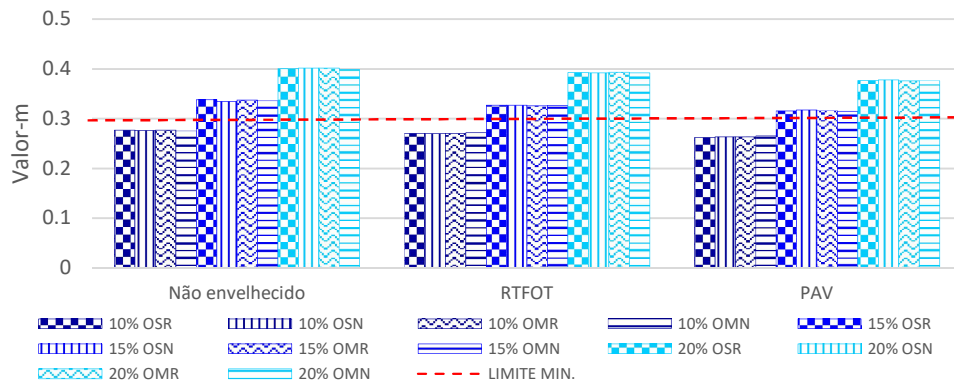 0.5
0.4
0.3
0.2
0.1
0
Valor-m
Não envelhecido RTFOT PAV
10% OSR 10% OSN 10% OMR 10% OMN 15% OSR
15% OSN 15% OMR 15% OMN 20% OSR 20% OSN
20% OMR 20% OMN LIMITE MIN.